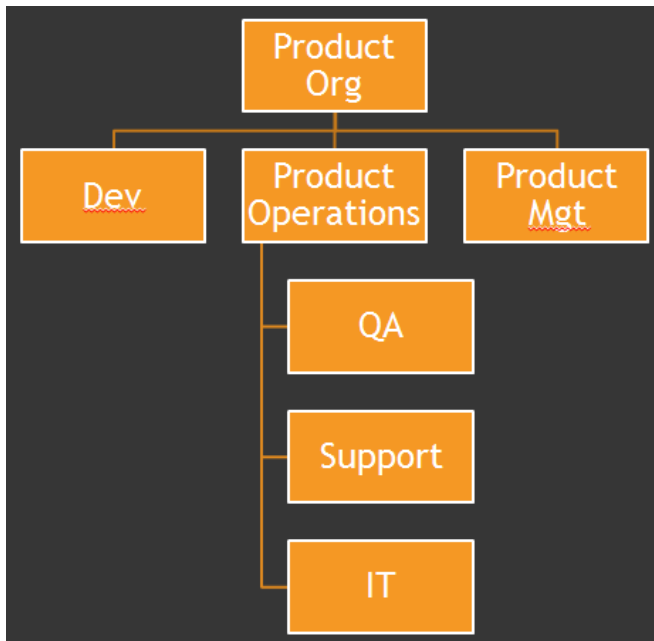 Product
Org
Dev
Product
Operations
Product
Mgt
QA
Support
IT